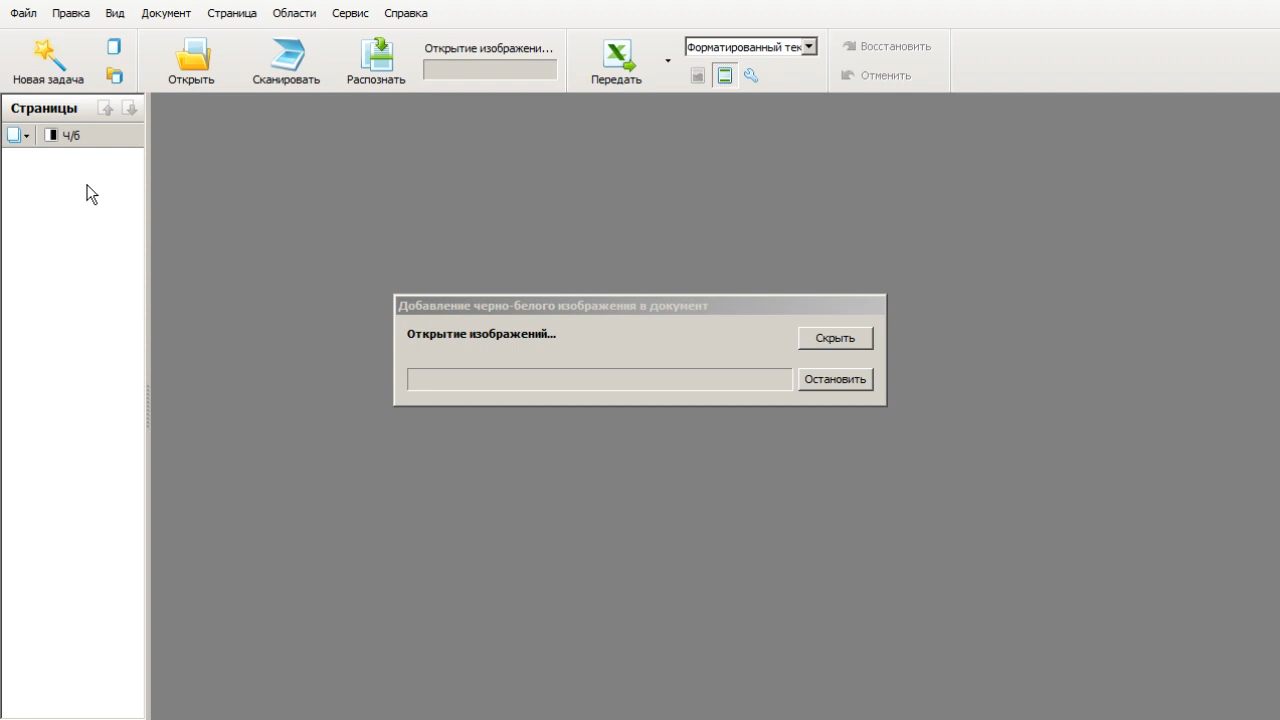 Файл Правка Вид Документ Страница Области Сервис Справка
Новая задача Открыть Сканировать Распознать Открытие изображени... Передать Форматированный тек Восстановить
Отменить
Страницы
Ч/б
Добавление черно-белого изображения в документ
Открытие изображений...
Скрыть
Остановить